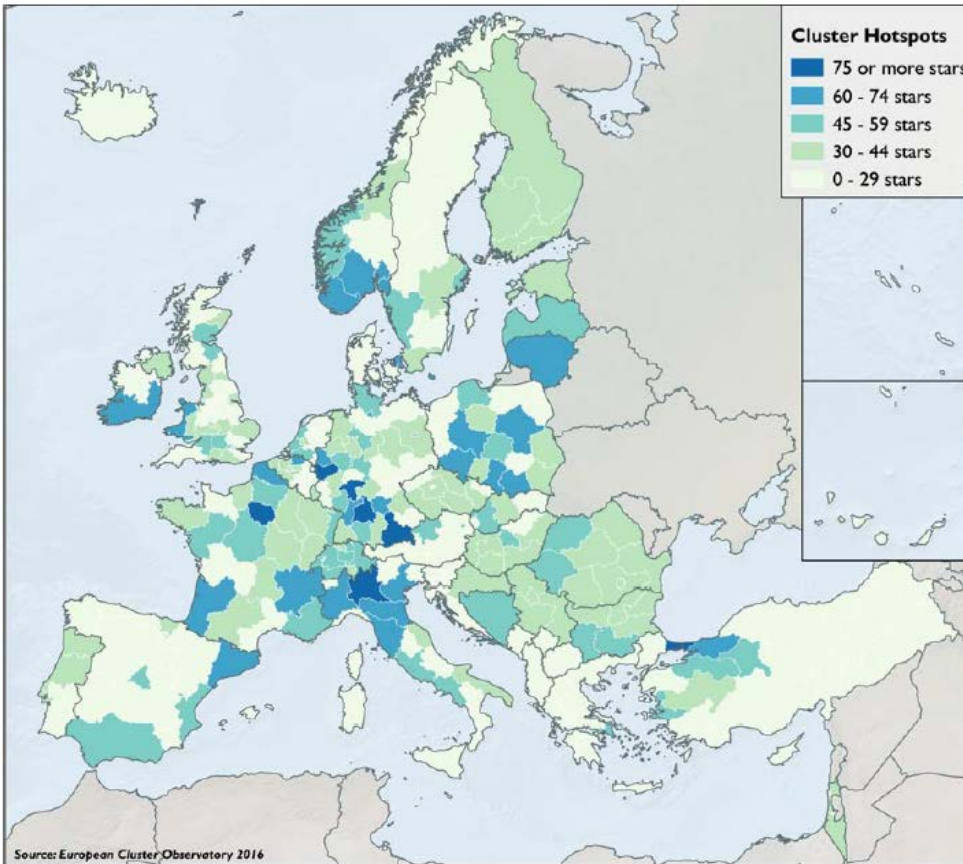 Cluster Hotspots
75 or more stars
60 - 74 stars
45 - 59 stars
30 - 44 stars
0 - 29 stars
Source: European Cluster Observatory 2016